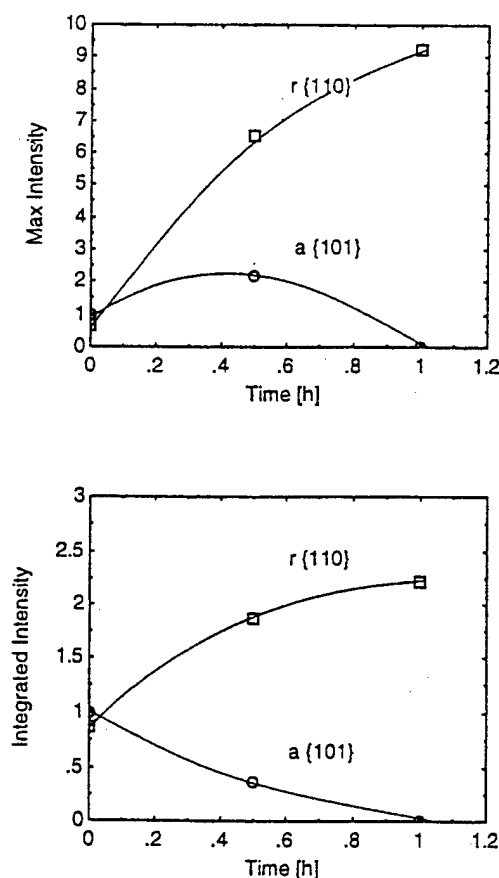 10
9
8
7
6
5
4
3
2
1
0
Max Intensity
r {110}
a {101}
0 .2 .4 .6 .8 1 1.2
Time [h]
3
2.5
2
1.5
1
.5
0
Integrated Intensity
r {110}
a {101}
0 .2 .4 .6 .8 1 1.2
Time [h]